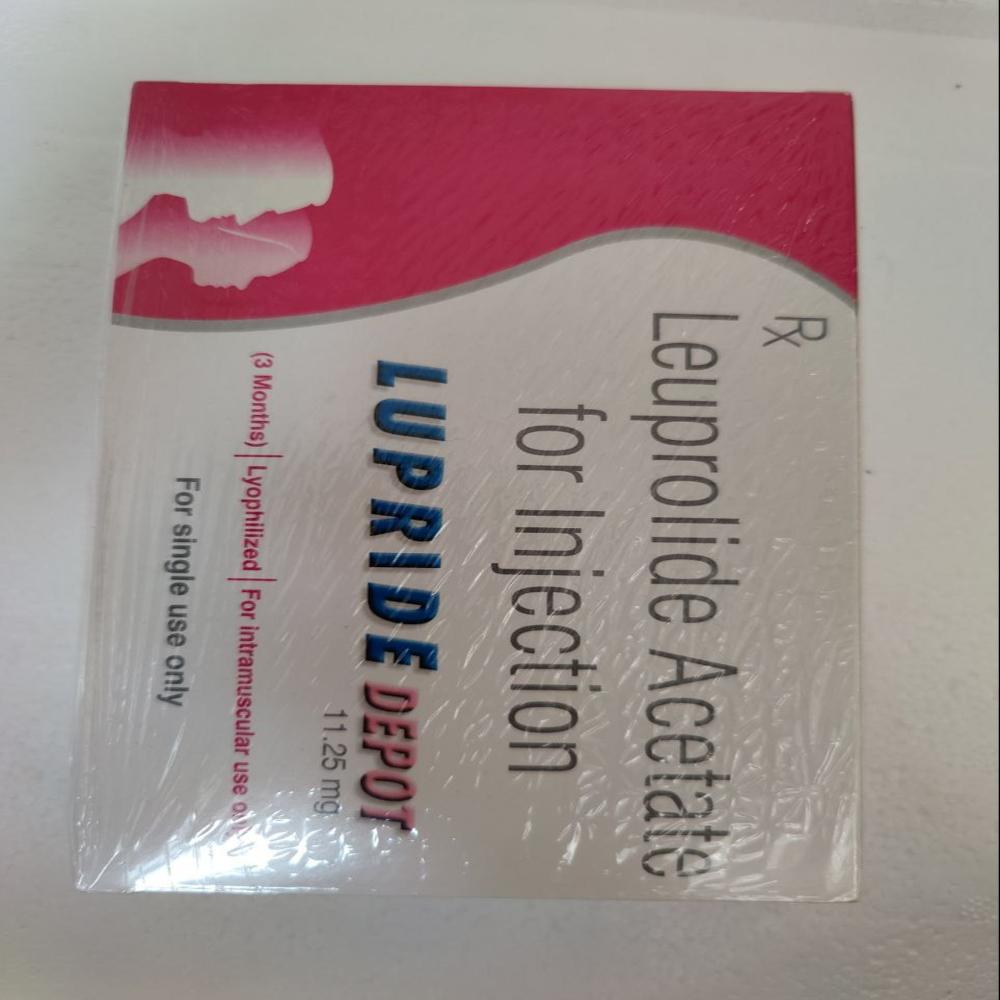 Rx
Leuprolide Acetate
for Injection
LUPRIDE DEPOT
11.25 mg
(3 Months) | Lyophilized | For intramuscular use only
For single use only